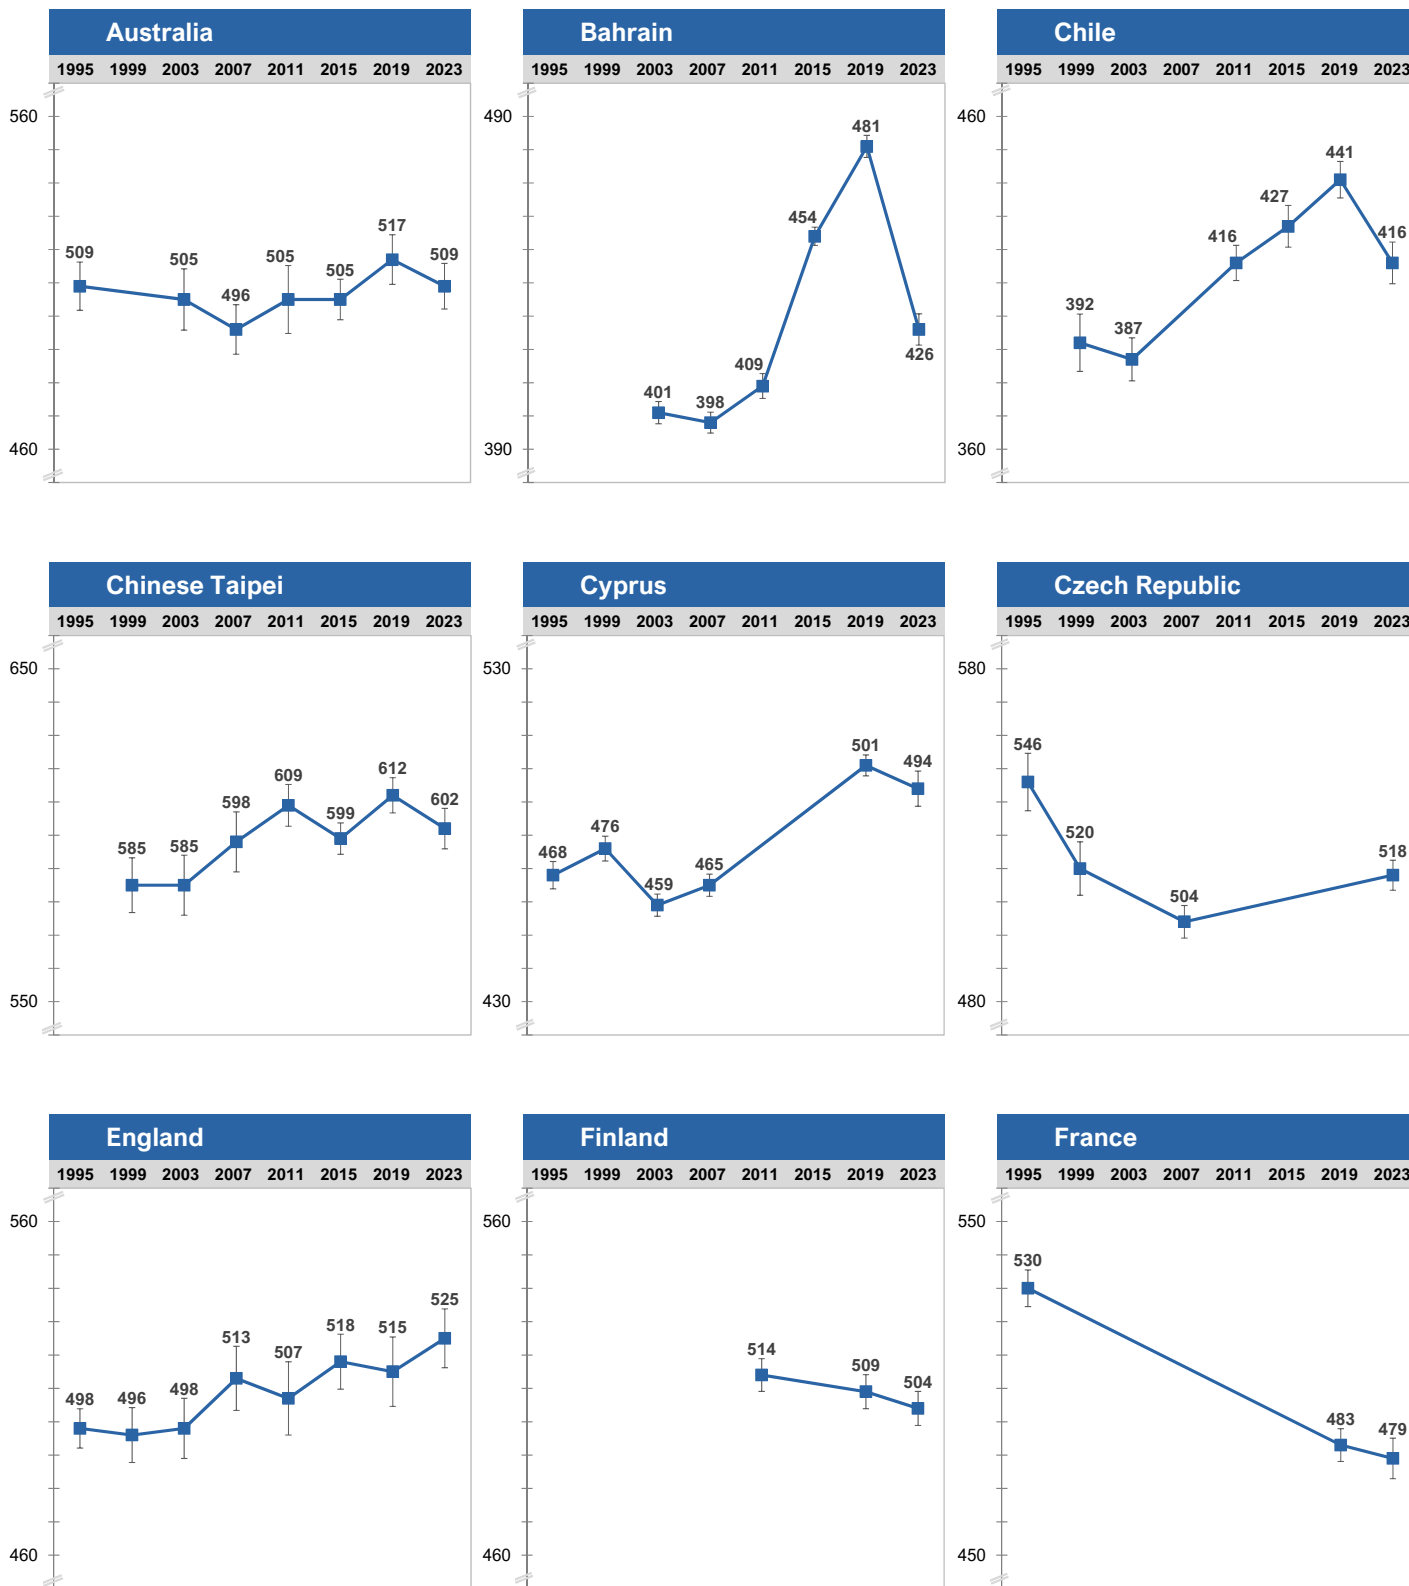 Australia Bahrain Chile
1995 1999 2003 2007 2011 2015 2019 2023 1995 1999 2003 2007 2011 2015 2019 2023 1995 1999 2003 2007 2011 2015 2019 2023
560 490 460
481
441
517 454 427
509 505 505 505 509 416 416
496
392 387
409 426
401 398
460 390 360
Chinese Taipei Cyprus Czech Republic
1995 1999 2003 2007 2011 2015 2019 2023 1995 1999 2003 2007 2011 2015 2019 2023 1995 1999 2003 2007 2011 2015 2019 2023
650 530 580
546
501
609 612 494
598 599 602
476 520
585 585 468 459 465 518
504
550 430 480
England Finland France
1995 1999 2003 2007 2011 2015 2019 2023 1995 1999 2003 2007 2011 2015 2019 2023 1995 1999 2003 2007 2011 2015 2019 2023
560 560 550
530
525
513 507 518 515 514 509 504
498 496 498
483 479
460 460 450